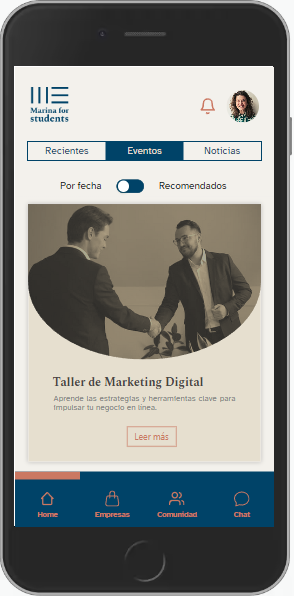 Marina for
students
Recientes Eventos Noticias
Por fecha Recomendados
Taller de Marketing Digital
Aprende las estrategias y herramientas clave para
impulsar tu negocio en línea.
Leer más
Home Empresas Comunidad Chat